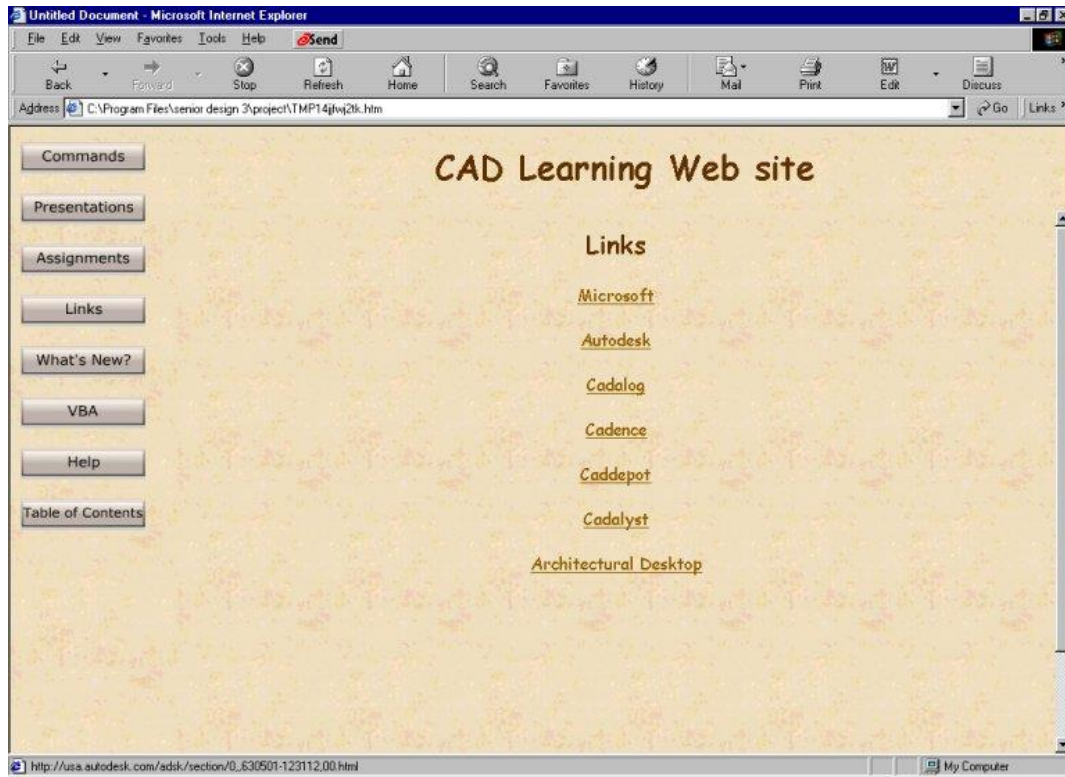 Untitled Document - Microsoft Internet Explorer
File Edit View Favorites Tools Help eSend
Back Forward Stop Refresh Home Search Favorites History Mail Print Edit Discuss
Address C:\Program Files\senior design 3\project\TMP14jjhwj2tk.htm Go Links
Commands
Presentations
Assignments
Links
What's New?
VBA
Help
Table of Contents
CAD Learning Web site
Links
Microsoft
Autodesk
Cadalog
Cadence
Caddepot
Cadalyst
Architectural Desktop
http://usa.autodesk.com/adsk/section/0,,630501-123112,00.html My Computer